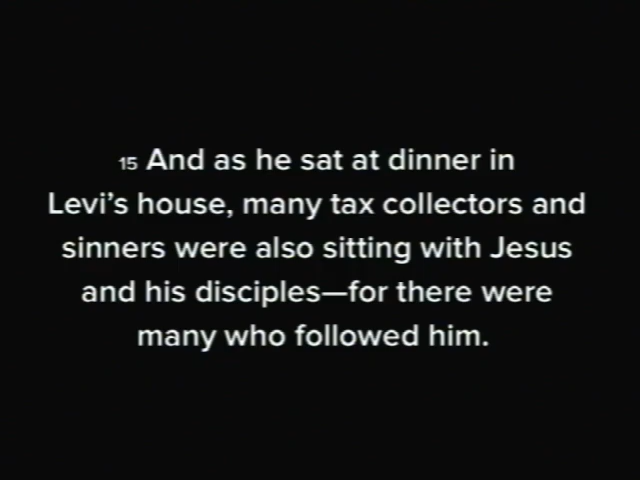 15 And as he sat at dinner in
Levi’s house, many tax collectors and
sinners were also sitting with Jesus
and his disciples—for there were
many who followed him.